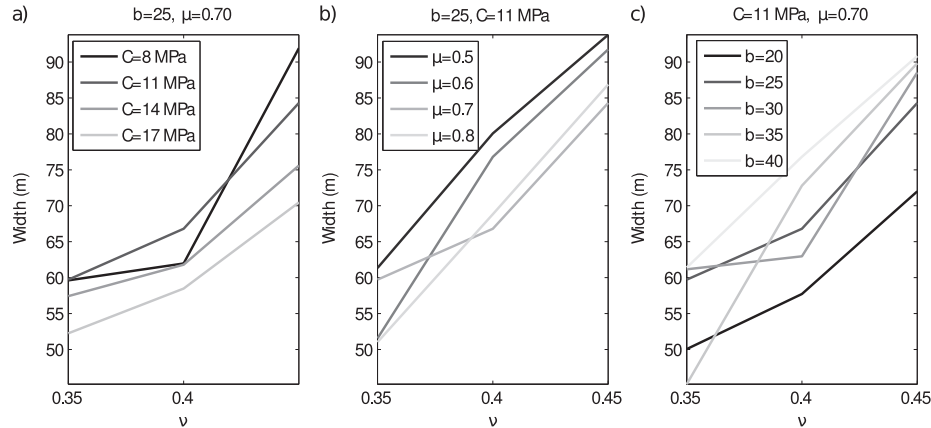 a)
b=25, μ=0.70
C=8 MPa
C=11 MPa
C=14 MPa
C=17 MPa
90
85
80
75
70
65
60
55
50
Width (m)
0.35
0.4
ν
b)
b=25, C=11 MPa
μ=0.5
μ=0.6
μ=0.7
μ=0.8
90
85
80
75
70
65
60
55
50
Width (m)
0.35
0.4
0.45
ν
c)
C=11 MPa, μ=0.70
b=20
b=25
b=30
b=35
b=40
90
85
80
75
70
65
60
55
50
Width (m)
0.35
0.4
0.45
ν